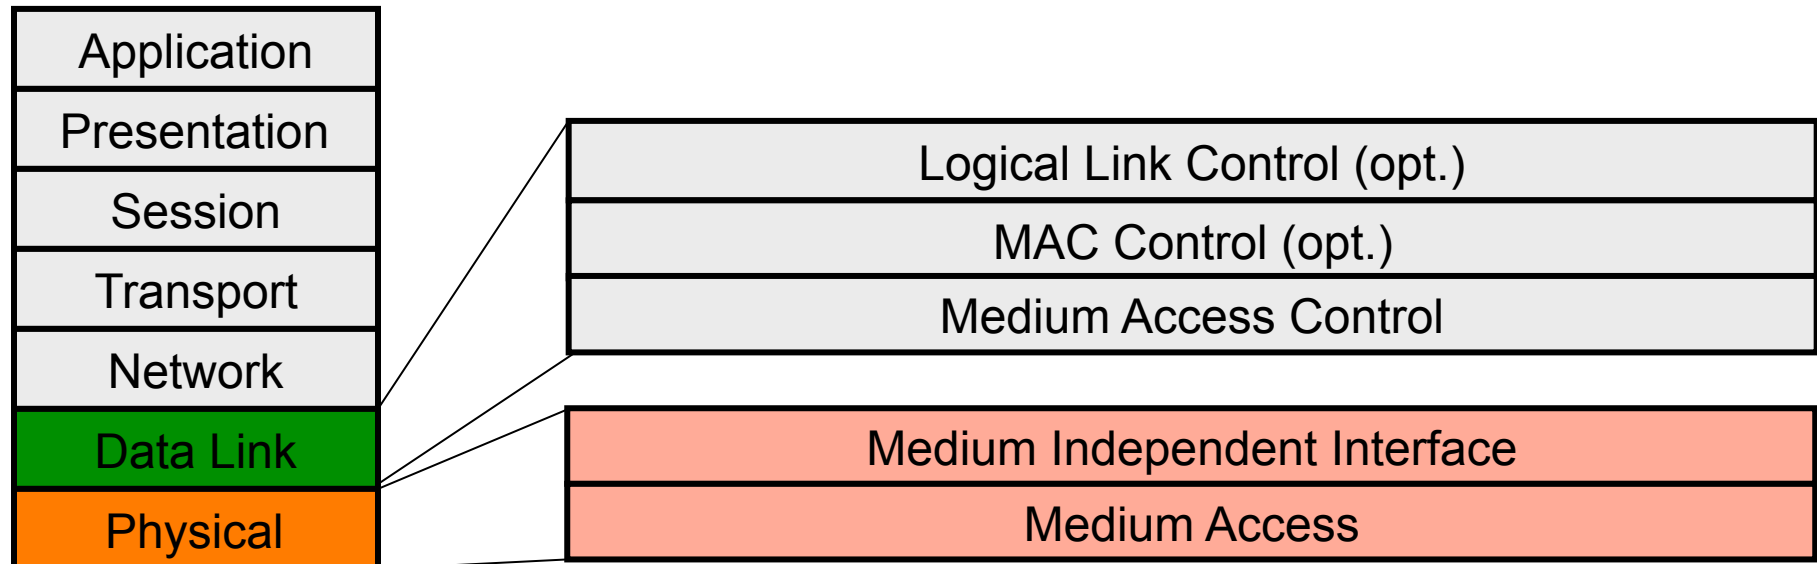 Application
Presentation
Session
Transport
Network
Data Link
Physical
Logical Link Control (opt.)
MAC Control (opt.)
Medium Access Control
Medium Independent Interface
Medium Access